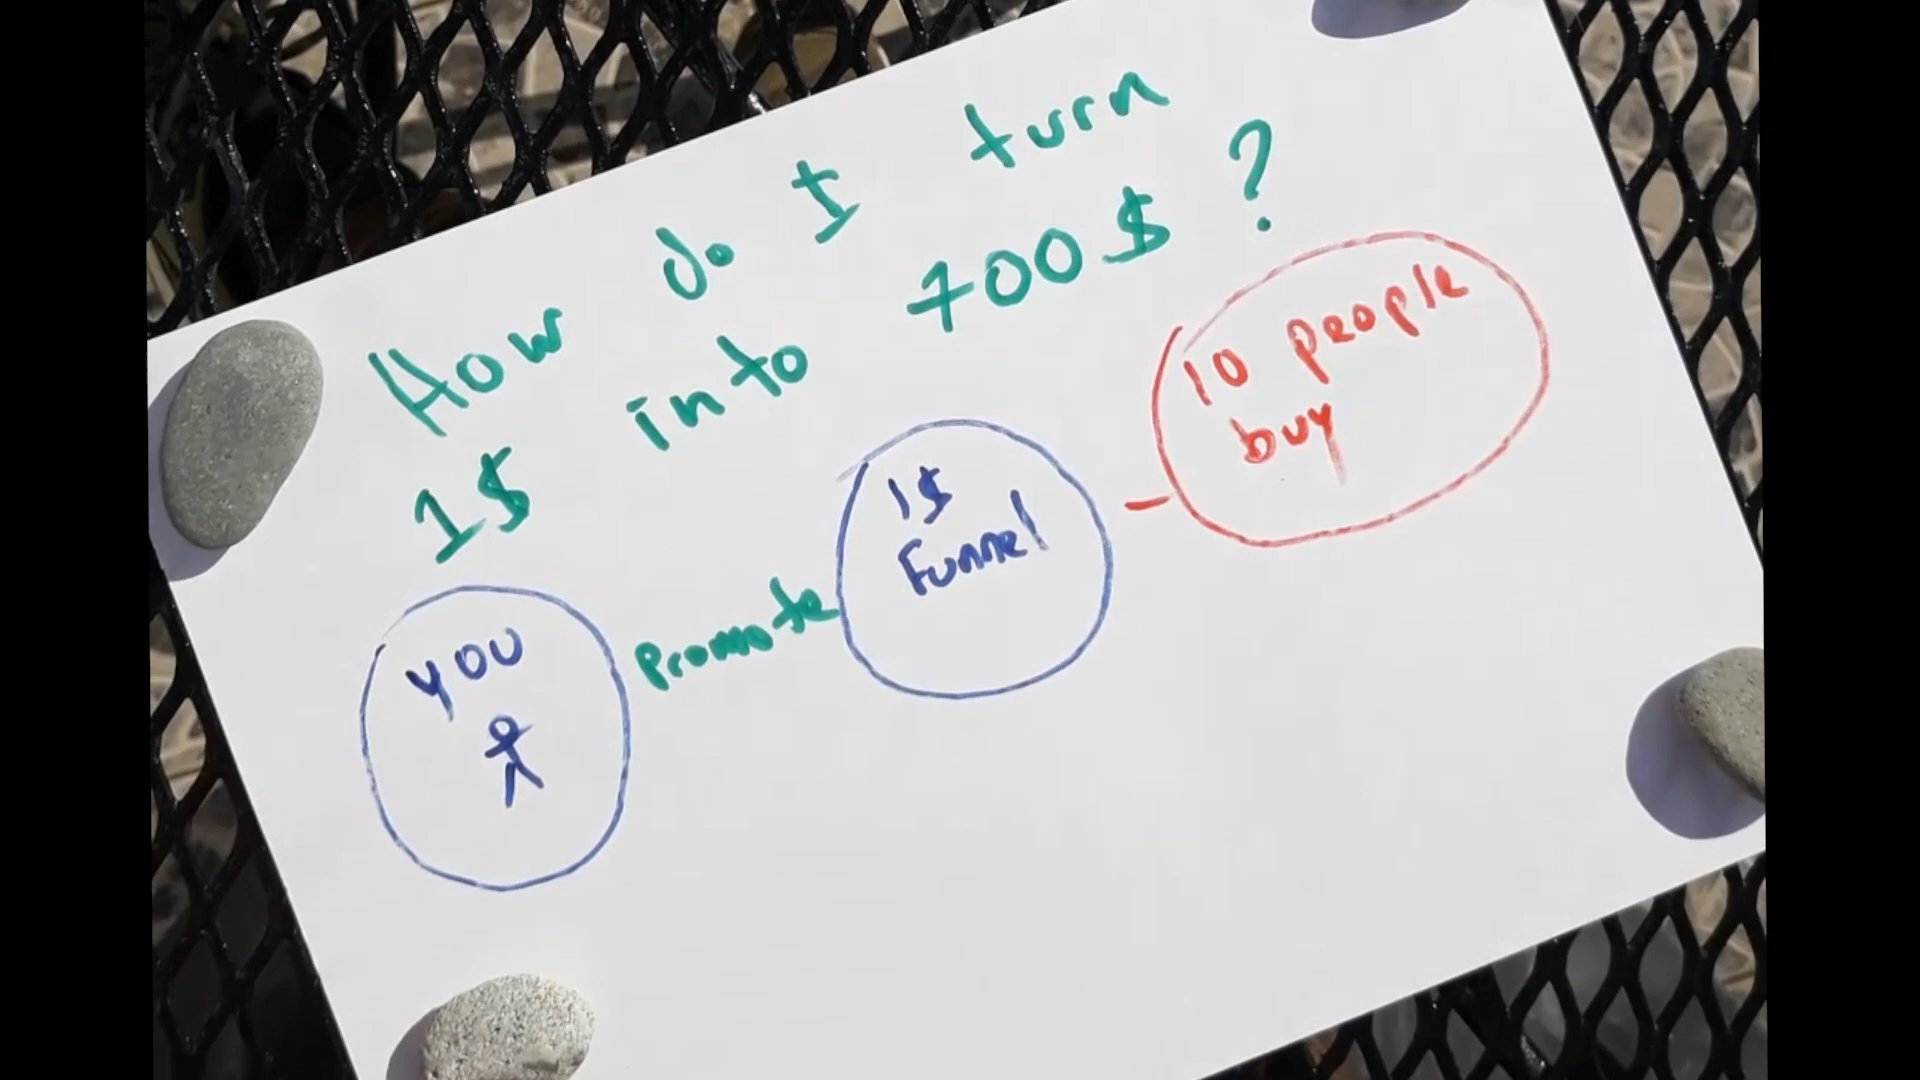 How do I turn
1$ into 700$ ?
you
Promote
1$
Funnel
10 people
buy